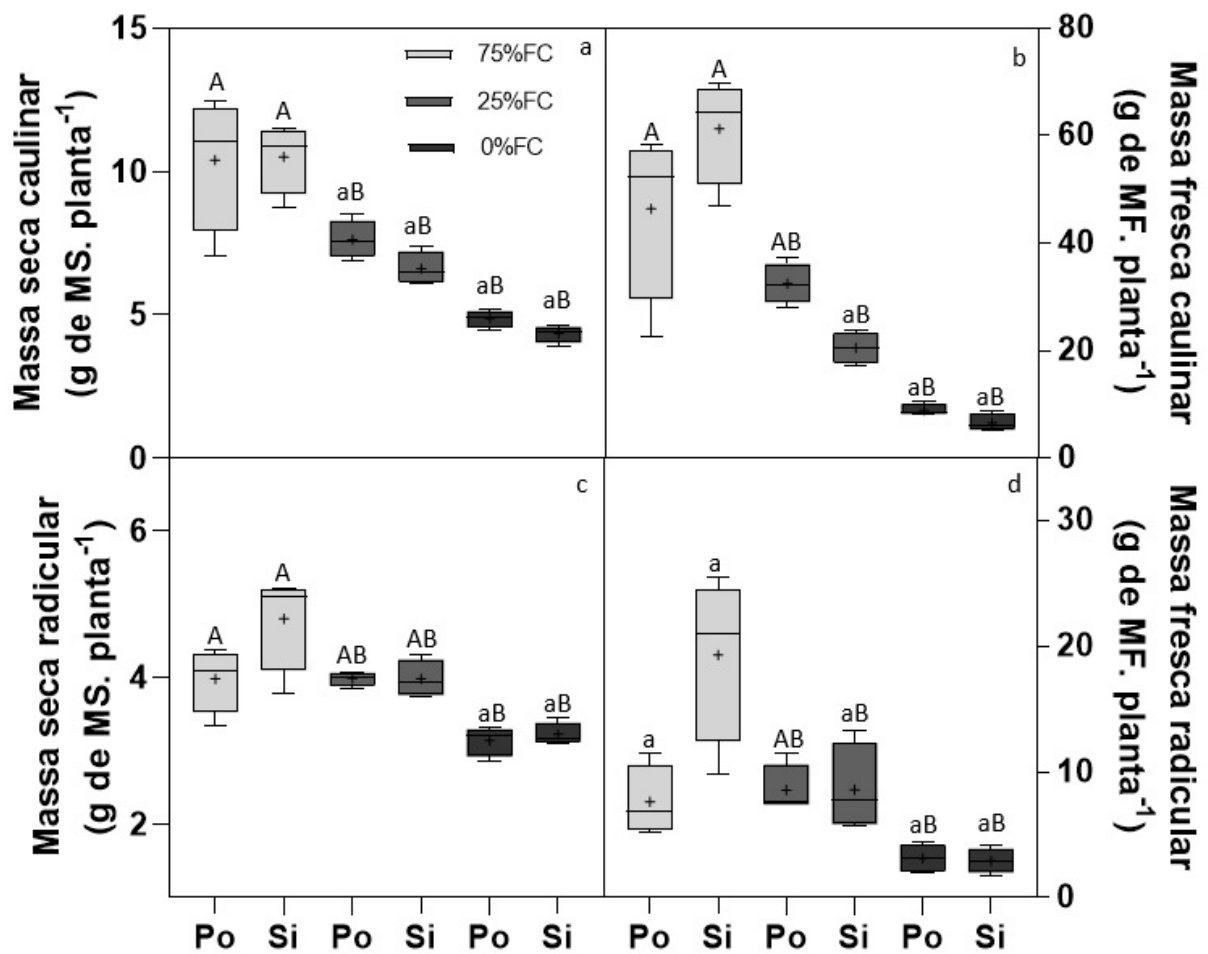 Massa seca caulinar
(g de MS. planta-1)
15
10
5
0
75%FC
25%FC
0%FC
a
A
A
aB
aB
aB
aB
b
A
A
AB
aB
aB
aB
80
60
40
20
0
Massa fresca caulinar
(g de MF. planta-1)
Massa seca radicular
(g de MS. planta-1)
6
4
2
c
A
A
AB
AB
aB
aB
d
a
a
AB
aB
aB
aB
30
20
10
0
Massa fresca radicular
(g de MF. planta-1)
Po Si Po Si Po Si
Po Si Po Si Po Si